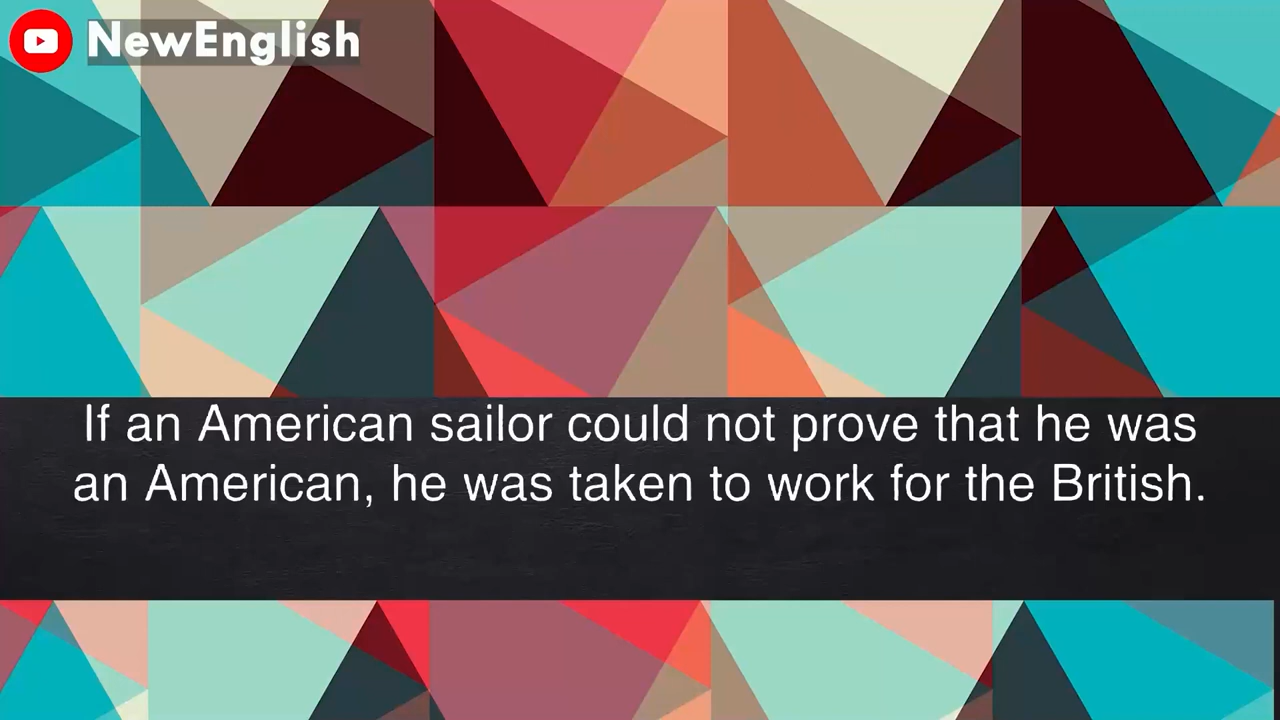 NewEnglish
If an American sailor could not prove that he was
an American, he was taken to work for the British.